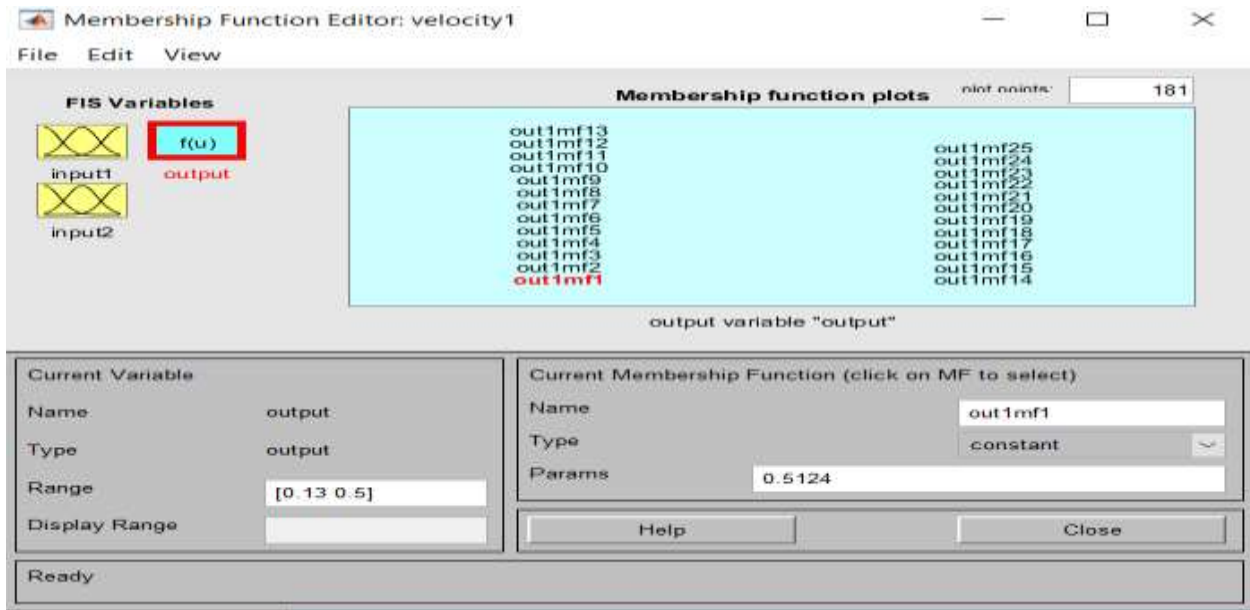 Membership Function Editor: velocity1
File Edit View
FIS Variables
f(u)
input1 output
input2
Membership function plots plot points: 181
out1mf13
out1mf12
out1mf11
out1mf10
out1mf9
out1mf8
out1mf7
out1mf6
out1mf5
out1mf4
out1mf3
out1mf2
out1mf1
out1mf25
out1mf24
out1mf23
out1mf22
out1mf21
out1mf20
out1mf19
out1mf18
out1mf17
out1mf16
out1mf15
out1mf14
output variable "output"
Current Variable
Name output
Type output
Range [0.13 0.5]
Display Range
Current Membership Function (click on MF to select)
Name out1mf1
Type constant
Params 0.5124
Help Close
Ready